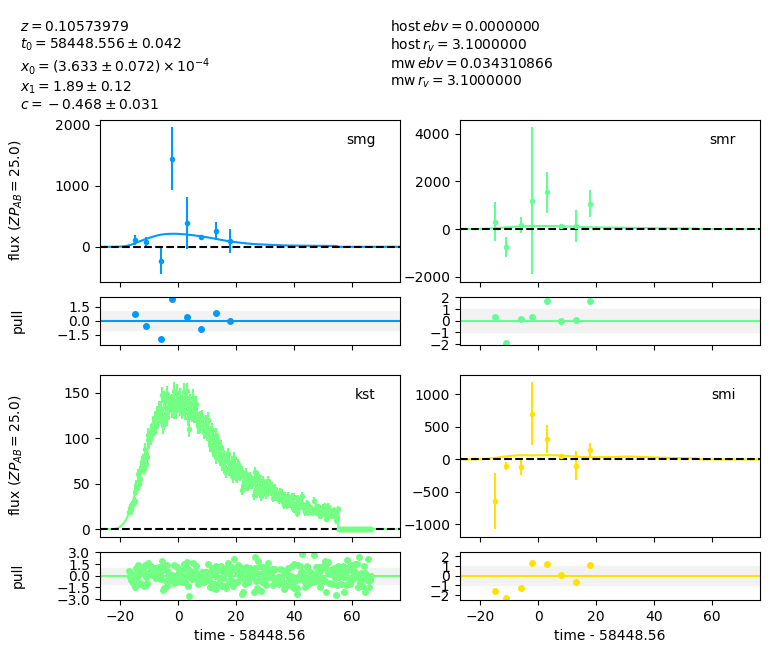 z = 0.10573979
t₀ = 58448.556 ± 0.042
x₀ = (3.633 ± 0.072) × 10⁻⁴
x₁ = 1.89 ± 0.12
c = −0.468 ± 0.031
host ebv = 0.0000000
host r_v = 3.1000000
mw ebv = 0.034310866
mw r_v = 3.1000000
smg
flux (ZP_AB = 25.0)
2000
1000
0
smr
4000
2000
0
−2000
pull
1.5
0.0
−1.5
2
1
0
−1
−2
kst
flux (ZP_AB = 25.0)
150
100
50
0
smi
1000
500
0
−500
−1000
pull
3.0
1.5
0.0
−1.5
−3.0
−20 0 20 40 60
time - 58448.56
2
1
0
−1
−2
−20 0 20 40 60
time - 58448.56